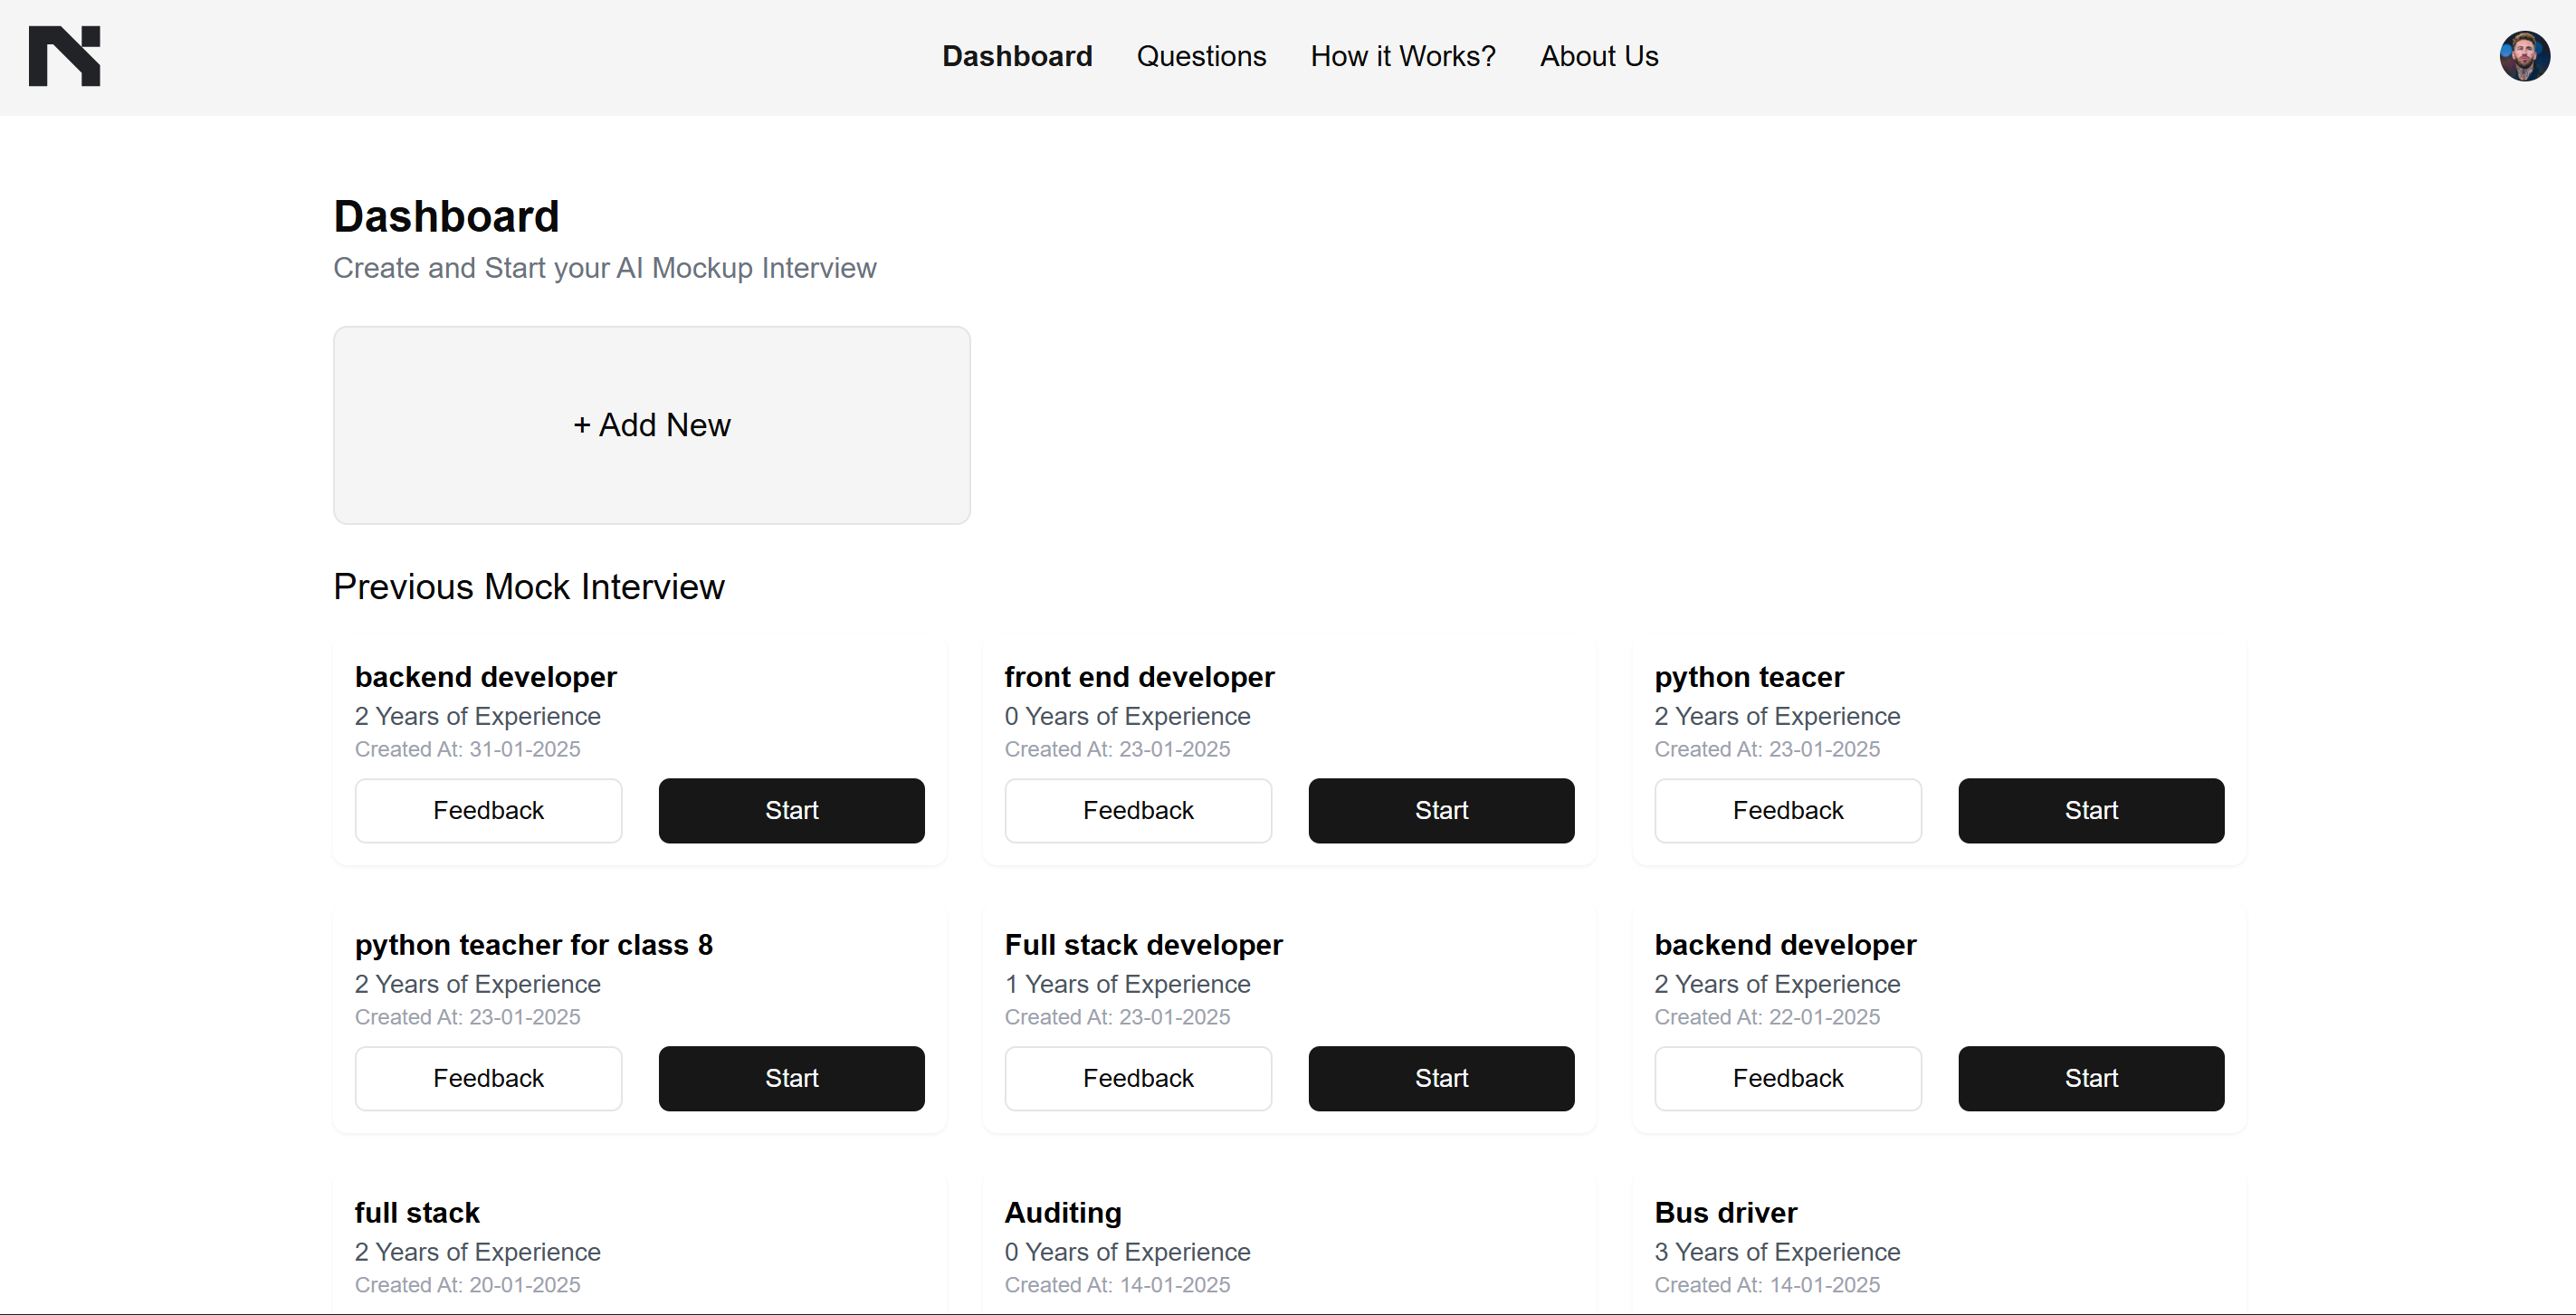 Dashboard Questions How it Works? About Us
Dashboard
Create and Start your AI Mockup Interview
+ Add New
Previous Mock Interview
backend developer
2 Years of Experience
Created At: 31-01-2025
Feedback Start
front end developer
0 Years of Experience
Created At: 23-01-2025
Feedback Start
python teacer
2 Years of Experience
Created At: 23-01-2025
Feedback Start
python teacher for class 8
2 Years of Experience
Created At: 23-01-2025
Feedback Start
Full stack developer
1 Years of Experience
Created At: 23-01-2025
Feedback Start
backend developer
2 Years of Experience
Created At: 22-01-2025
Feedback Start
full stack
2 Years of Experience
Created At: 20-01-2025
Auditing
0 Years of Experience
Created At: 14-01-2025
Bus driver
3 Years of Experience
Created At: 14-01-2025